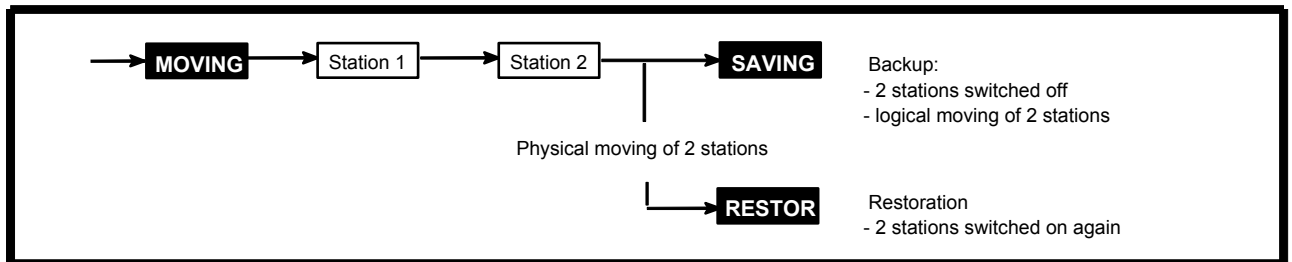 MOVING
Station 1
Station 2
SAVING
Backup:
- 2 stations switched off
- logical moving of 2 stations
Physical moving of 2 stations
RESTOR
Restoration
- 2 stations switched on again